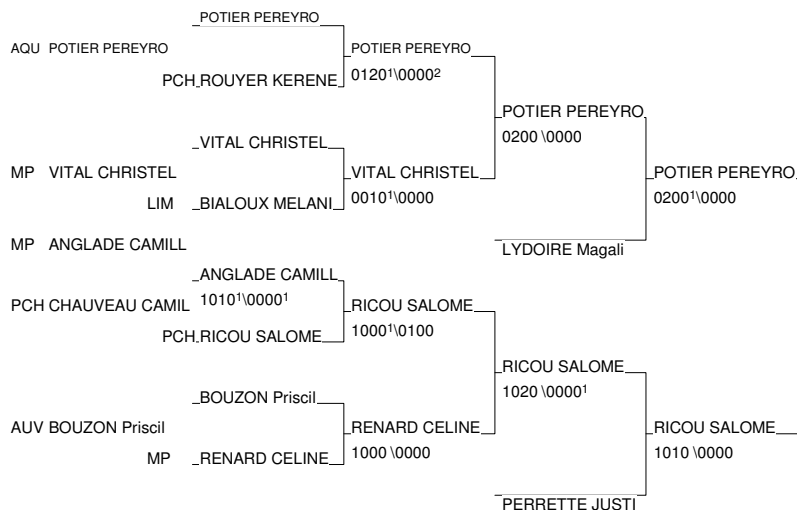 POTIER PEREYRO
AQU POTIER PEREYRO POTIER PEREYRO
PCH ROUYER KERENE 0120¹\0000²
POTIER PEREYRO
0200 \0000
VITAL CHRISTEL
MP VITAL CHRISTEL VITAL CHRISTEL POTIER PEREYRO
LIM BIALOUX MELANI 0010¹\0000 0200¹\0000
MP ANGLADE CAMILL LYDOIRE Magali
ANGLADE CAMILL
PCH CHAUVEAU CAMIL 1010¹\0000¹ RICOU SALOME
PCH RICOU SALOME 1000¹\0100
RICOU SALOME
1020 \0000¹
BOUZON Priscil
AUV BOUZON Priscil RENARD CELINE RICOU SALOME
MP RENARD CELINE 1000 \0000 1010 \0000
PERRETTE JUSTI